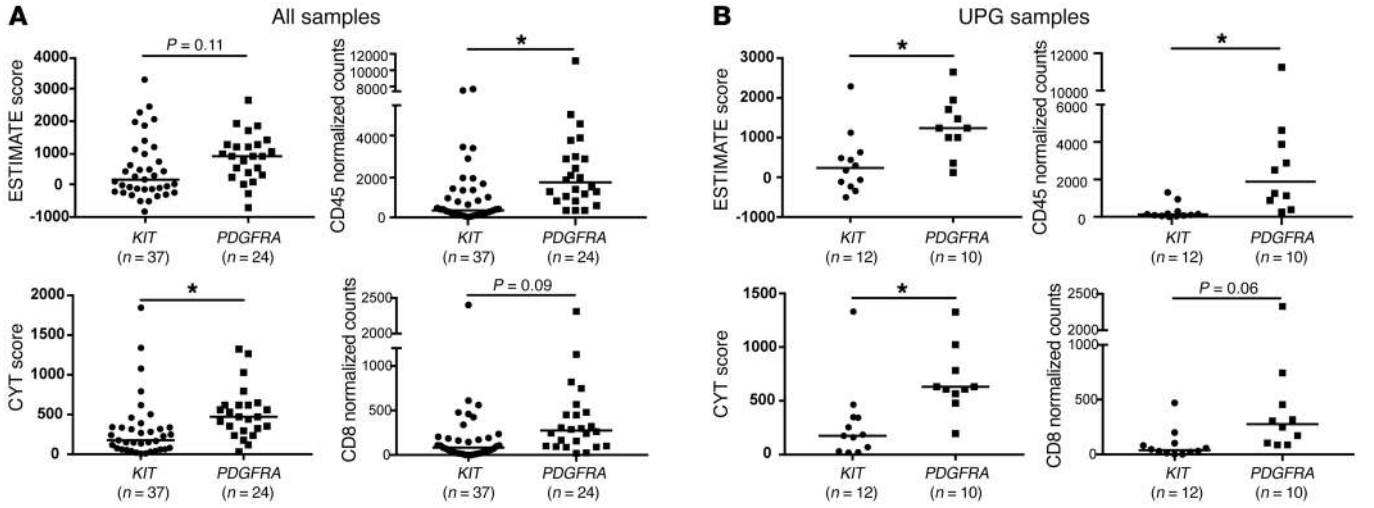 A
All samples
ESTIMATE score
4000
3000
2000
1000
0
-1000
P = 0.11
KIT
(n = 37)
PDGFRA
(n = 24)
CD45 normalized counts
12000
10000
8000
4000
2000
0
*
KIT
(n = 37)
PDGFRA
(n = 24)
CYT score
2000
1500
1000
500
0
*
KIT
(n = 37)
PDGFRA
(n = 24)
CD8 normalized counts
2500
2000
1000
500
0
P = 0.09
KIT
(n = 37)
PDGFRA
(n = 24)
B
UPG samples
ESTIMATE score
3000
2000
1000
0
-1000
*
KIT
(n = 12)
PDGFRA
(n = 10)
CD45 normalized counts
12000
10000
6000
4000
2000
0
*
KIT
(n = 12)
PDGFRA
(n = 10)
CYT score
1500
1000
500
0
*
KIT
(n = 12)
PDGFRA
(n = 10)
CD8 normalized counts
2500
2000
1000
500
0
P = 0.06
KIT
(n = 12)
PDGFRA
(n = 10)